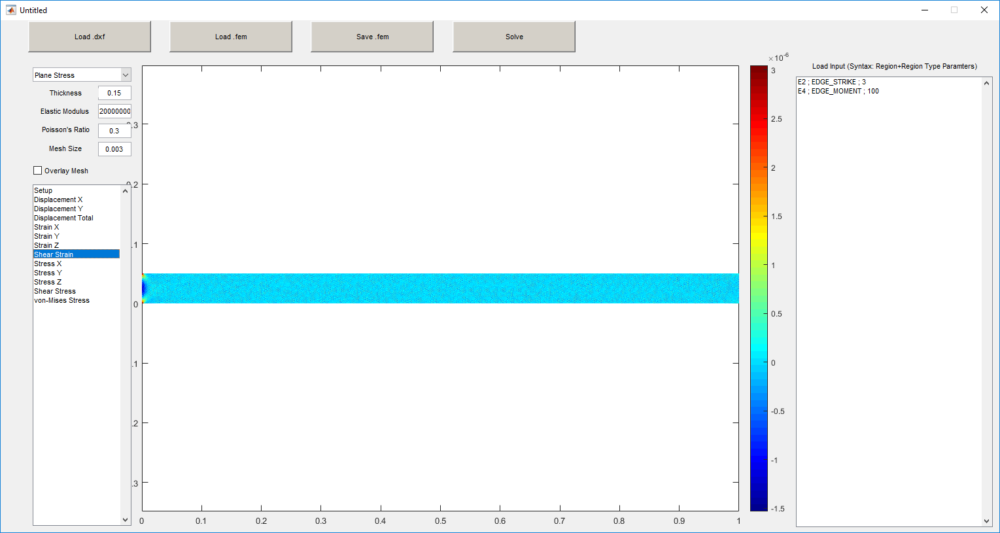 Untitled
Load .dxf
Load .fem
Save .fem
Solve
Plane Stress
Thickness 0.15
Elastic Modulus 20000000
Poisson's Ratio 0.3
Mesh Size 0.003
Overlay Mesh
Setup
Displacement X
Displacement Y
Displacement Total
Strain X
Strain Y
Strain Z
Shear Strain
Stress X
Stress Y
Stress Z
Shear Stress
von-Mises Stress
0.3
0.2
.1
0
.1
.2
.3
0 0.1 0.2 0.3 0.4 0.5 0.6 0.7 0.8 0.9 1
×10⁻⁶
3
2.5
2
1.5
1
0.5
0
-0.5
-1
-1.5
Load Input (Syntax: Region+Region Type Paramters)
E2 ; EDGE_STRIKE ; 3
E4 ; EDGE_MOMENT ; 100